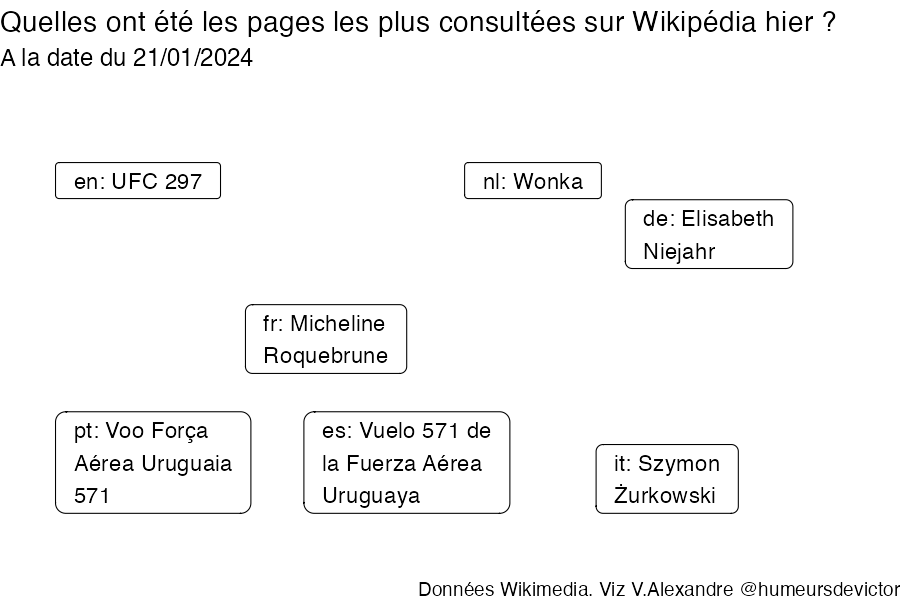 Quelles ont été les pages les plus consultées sur Wikipédia hier ?
A la date du 21/01/2024
en: UFC 297
nl: Wonka
de: Elisabeth
Niejahr
fr: Micheline
Roquebrune
pt: Voo Força
Aérea Uruguaia
571
es: Vuelo 571 de
la Fuerza Aérea
Uruguaya
it: Szymon
Żurkowski
Données Wikimedia. Viz V.Alexandre @humeursdevictor